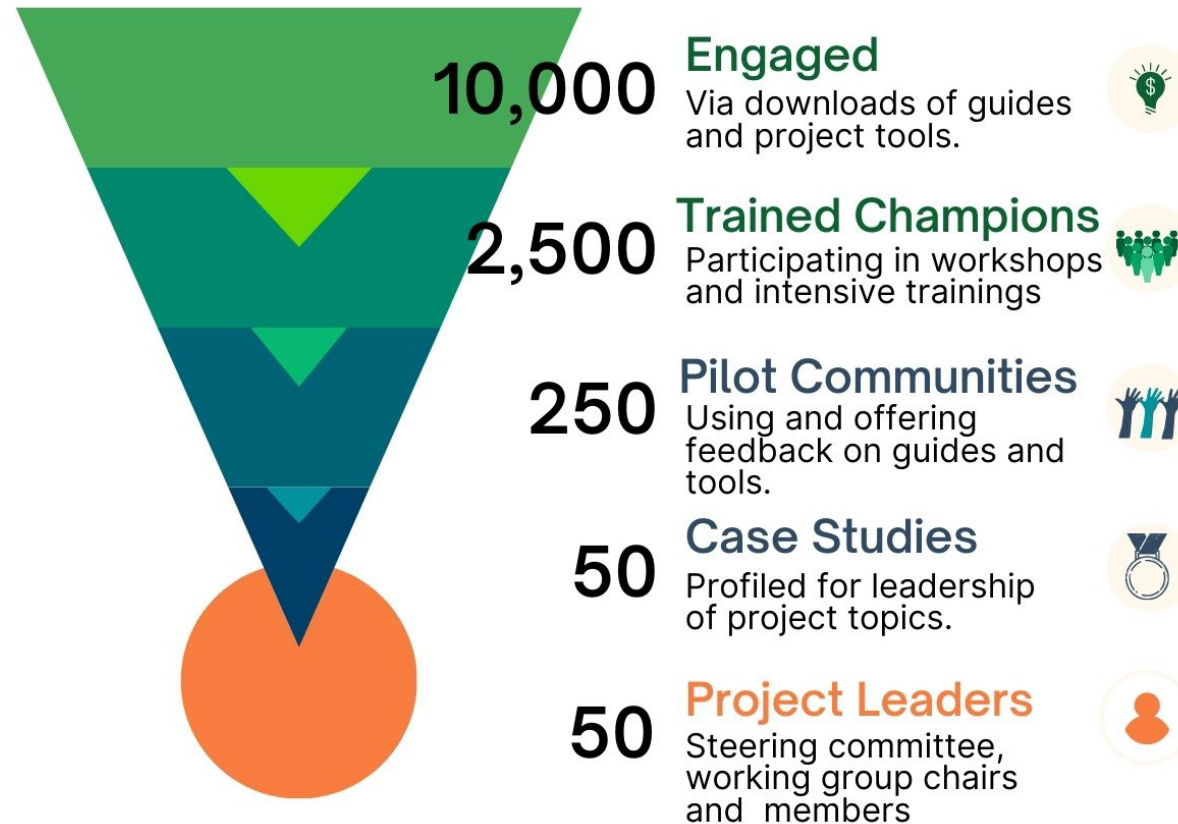 10,000
Engaged
Via downloads of guides
and project tools.
$
2,500
Trained Champions
Participating in workshops
and intensive trainings
250
Pilot Communities
Using and offering
feedback on guides and
tools.
50
Case Studies
Profiled for leadership
of project topics.
50
Project Leaders
Steering committee,
working group chairs
and  members